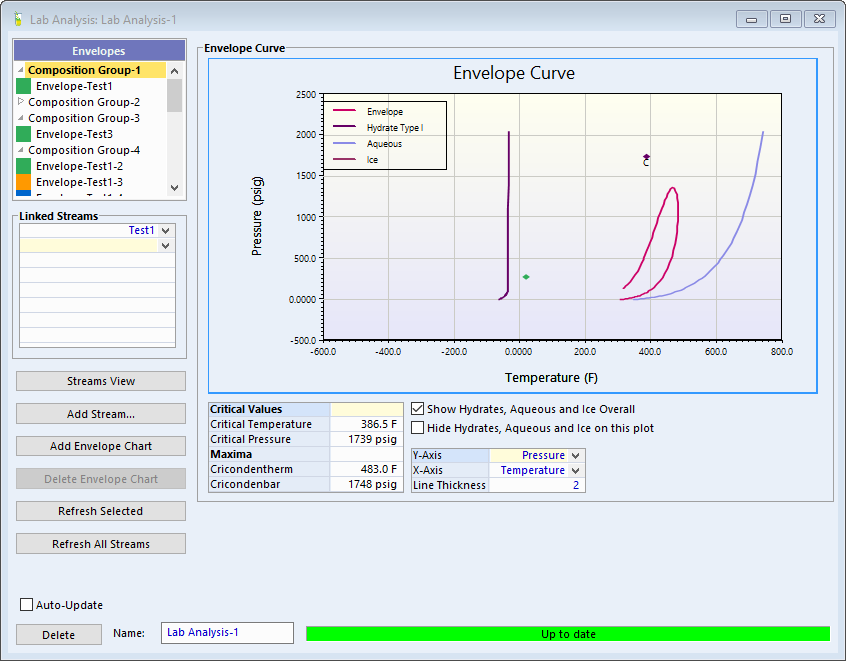 Lab Analysis: Lab Analysis-1
Envelopes
Composition Group-1
Envelope-Test1
Composition Group-2
Composition Group-3
Envelope-Test3
Composition Group-4
Envelope-Test1-2
Envelope-Test1-3
Linked Streams
Test1
Streams View
Add Stream...
Add Envelope Chart
Delete Envelope Chart
Refresh Selected
Refresh All Streams
Auto-Update
Delete
Name:
Lab Analysis-1
Up to date
Envelope Curve
Envelope Curve
Envelope
Hydrate Type I
Aqueous
Ice
C
Pressure (psig)
2500
2000
1500
1000
500.0
0.0000
-500.0
-600.0 -400.0 -200.0 0.0000 200.0 400.0 600.0 800.0
Temperature (F)
Critical Values
Critical Temperature 386.5 F
Critical Pressure 1739 psig
Maxima
Cricondentherm 483.0 F
Cricondenbar 1748 psig
Show Hydrates, Aqueous and Ice Overall
Hide Hydrates, Aqueous and Ice on this plot
Y-Axis Pressure
X-Axis Temperature
Line Thickness 2